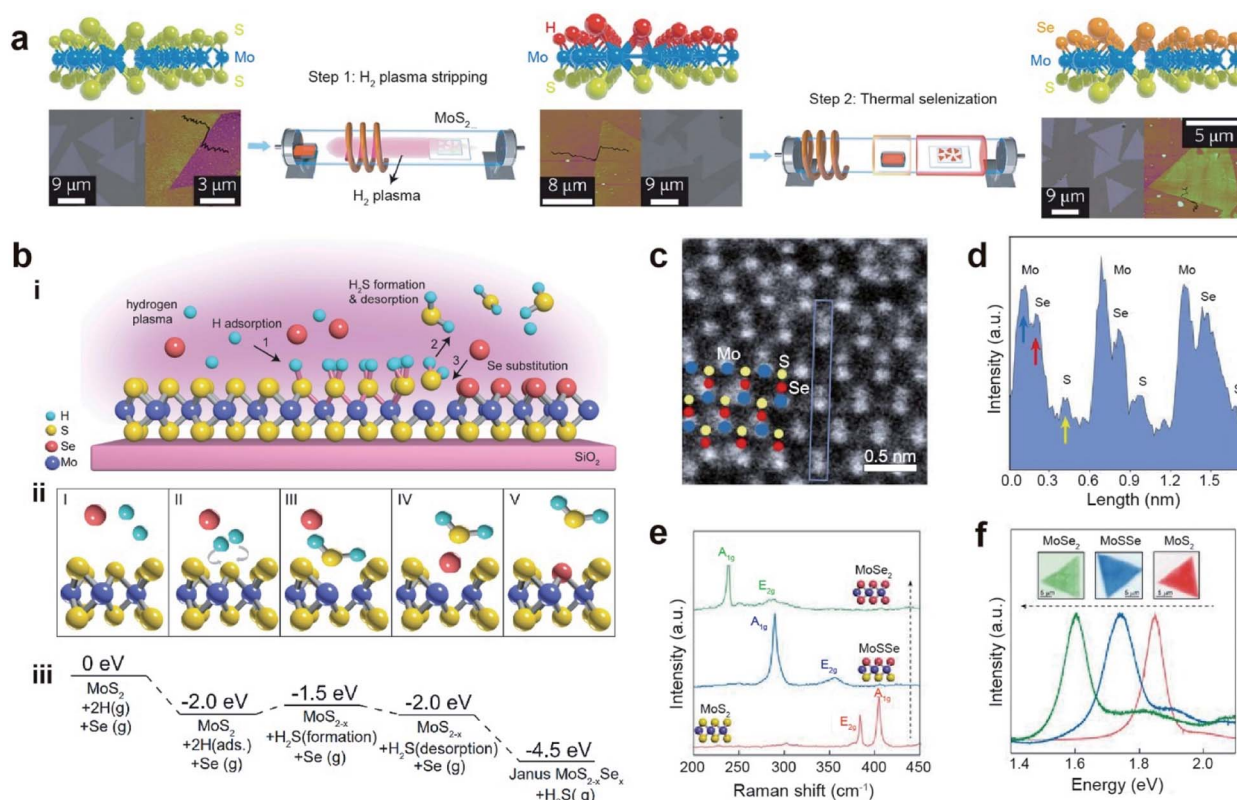 a
S
Mo
S
9 µm
3 µm
Step 1: H2 plasma stripping
MoS2
H2 plasma
H
Mo
S
8 µm
9 µm
Step 2: Thermal selenization
Se
Mo
S
9 µm
5 µm
b
i
hydrogen
plasma
H adsorption
1
H2S formation
& desorption
2
3
Se substitution
H
S
Se
Mo
SiO2
ii
I
II
III
IV
V
iii
0 eV
MoS2
+2H(g)
+Se (g)
-2.0 eV
MoS2
+2H(ads.)
+Se (g)
-1.5 eV
MoS2-x
+H2S(formation)
+Se (g)
-2.0 eV
MoS2-x
+H2S(desorption)
+Se (g)
-4.5 eV
Janus MoS2-xSex
+H2S( g)
c
Mo
S
Se
0.5 nm
d
Intensity (a.u.)
Mo
Se
S
Mo
Se
S
Mo
Se
S
0.0 0.3 0.6 0.9 1.2 1.5
Length (nm)
e
Intensity (a.u.)
A1g
E2g
MoSe2
A1g
E2g
MoSSe
MoS2
E2g
A1g
200 250 300 350 400 450
Raman shift (cm-1)
f
Intensity (a.u.)
MoSe2 MoSSe MoS2
5 µm
5 µm
5 µm
1.4 1.6 1.8 2.0
Energy (eV)